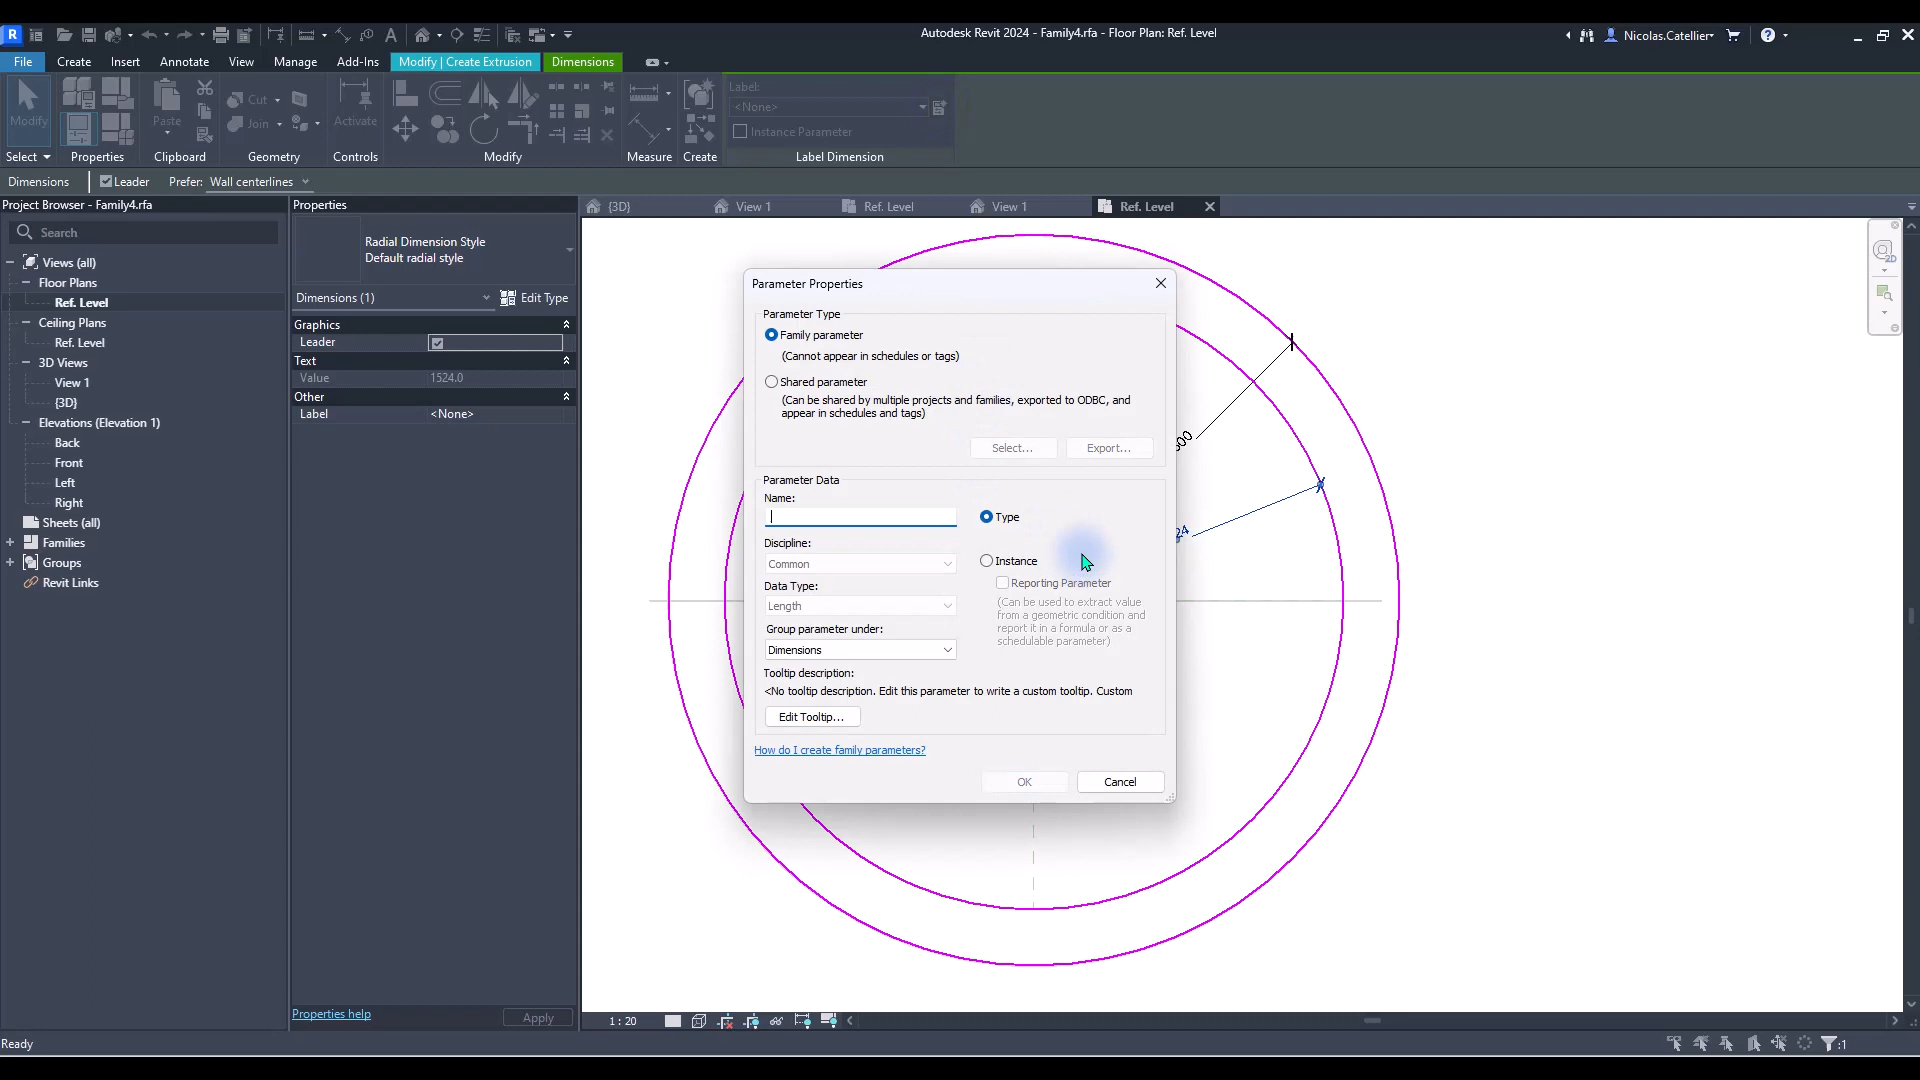 R
Autodesk Revit 2024 - Family4.rfa - Floor Plan: Ref. Level
Nicolas.Catellier
File
Create
Insert
Annotate
View
Manage
Add-Ins
Modify | Create Extrusion
Dimensions
Modify
Paste
Cut
Join
Activate
Label:
<None>
Instance Parameter
Select
Properties
Clipboard
Geometry
Controls
Modify
Measure
Create
Label Dimension
Dimensions
Leader
Prefer: Wall centerlines
Project Browser - Family4.rfa
Search
Views (all)
Floor Plans
Ref. Level
Ceiling Plans
Ref. Level
3D Views
View 1
{3D}
Elevations (Elevation 1)
Back
Front
Left
Right
Sheets (all)
Families
Groups
Revit Links
Properties
Radial Dimension Style
Default radial style
Dimensions (1)
Edit Type
Graphics
Leader
Text
Value 1524.0
Other
Label <None>
Properties help
Apply
{3D}
View 1
Ref. Level
View 1
Ref. Level
2D
Parameter Properties
Parameter Type
Family parameter
(Cannot appear in schedules or tags)
Shared parameter
(Can be shared by multiple projects and families, exported to ODBC, and
appear in schedules and tags)
Select...
Export...
Parameter Data
Name:
Type
Discipline:
Common
Instance
Data Type:
Reporting Parameter
Length
(Can be used to extract value
from a geometric condition and
report it in a formula or as a
schedulable parameter)
Group parameter under:
Dimensions
Tooltip description:
<No tooltip description. Edit this parameter to write a custom tooltip. Custom
Edit Tooltip...
How do I create family parameters?
OK
Cancel
24
1 : 20
Ready
:1